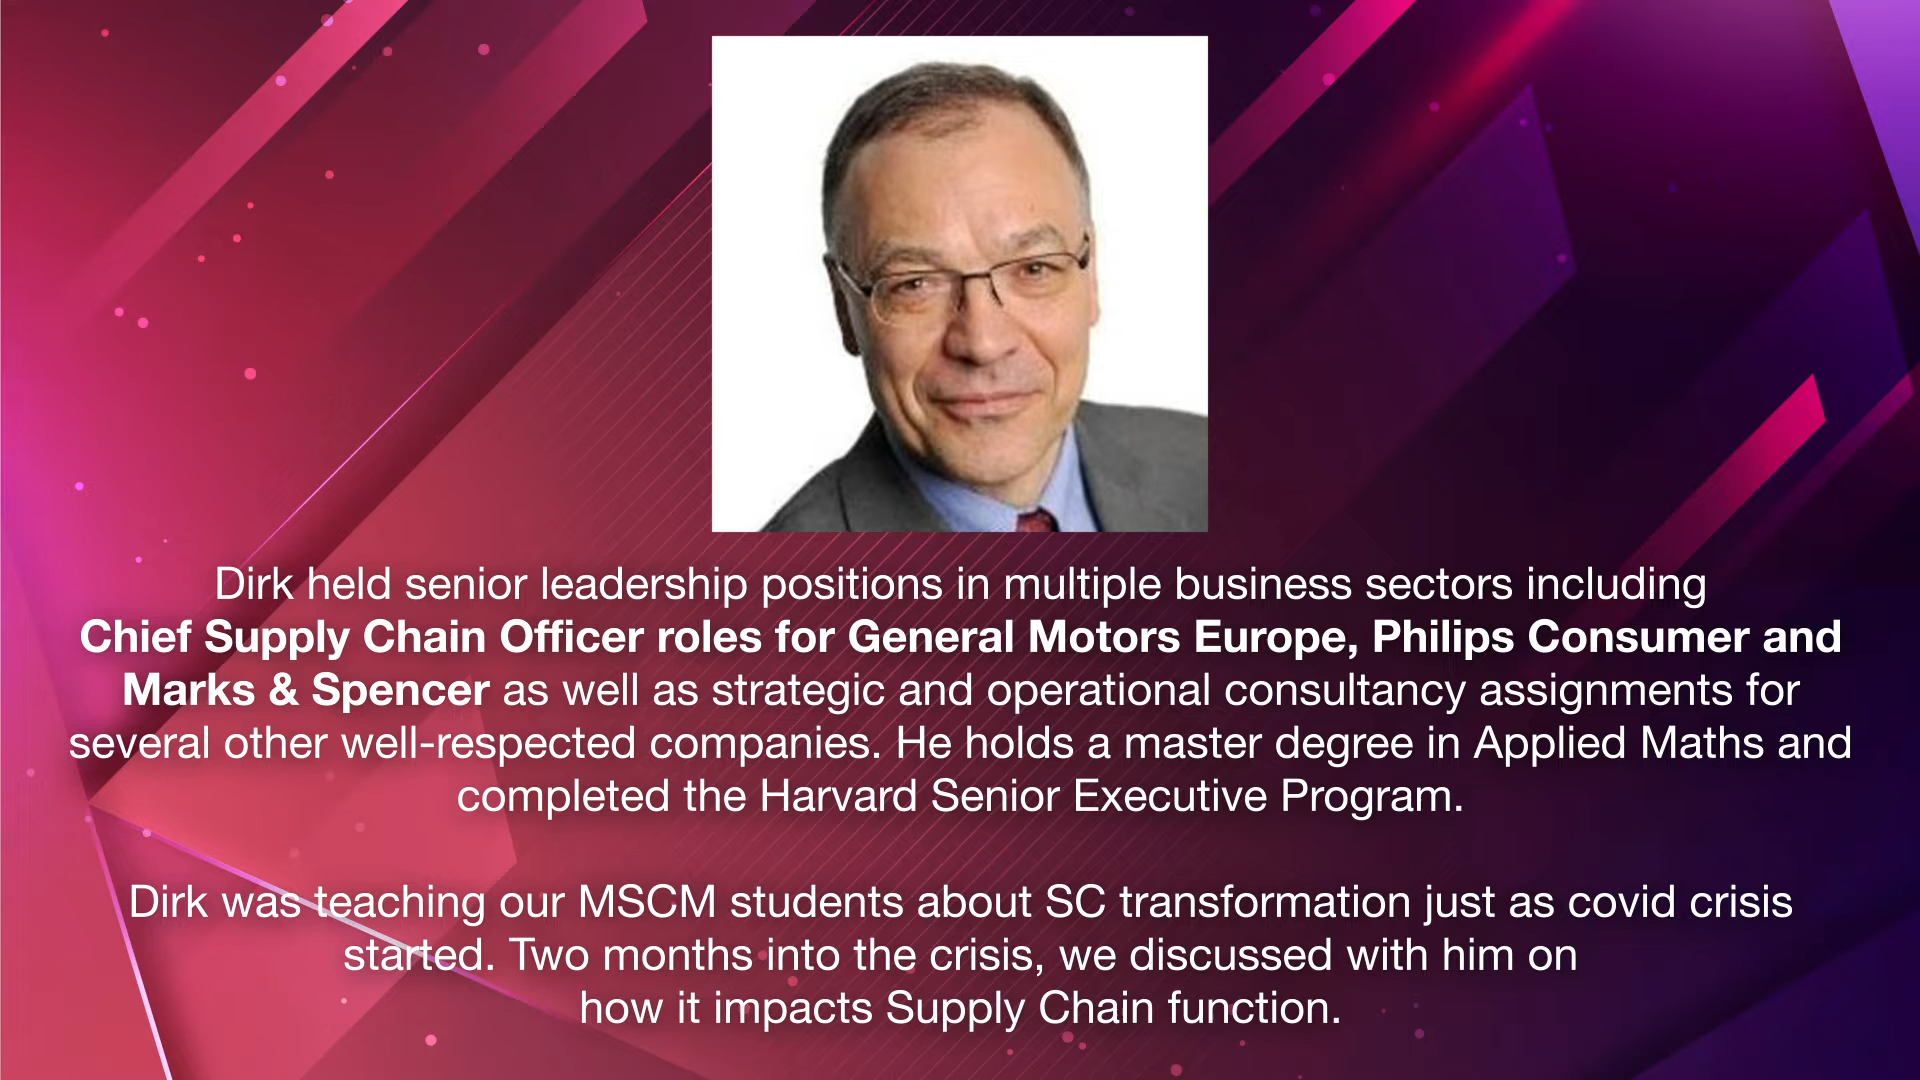 Dirk held senior leadership positions in multiple business sectors including
Chief Supply Chain Officer roles for General Motors Europe, Philips Consumer and
Marks & Spencer as well as strategic and operational consultancy assignments for
several other well-respected companies. He holds a master degree in Applied Maths and
completed the Harvard Senior Executive Program.
Dirk was teaching our MSCM students about SC transformation just as covid crisis
started. Two months into the crisis, we discussed with him on
how it impacts Supply Chain function.